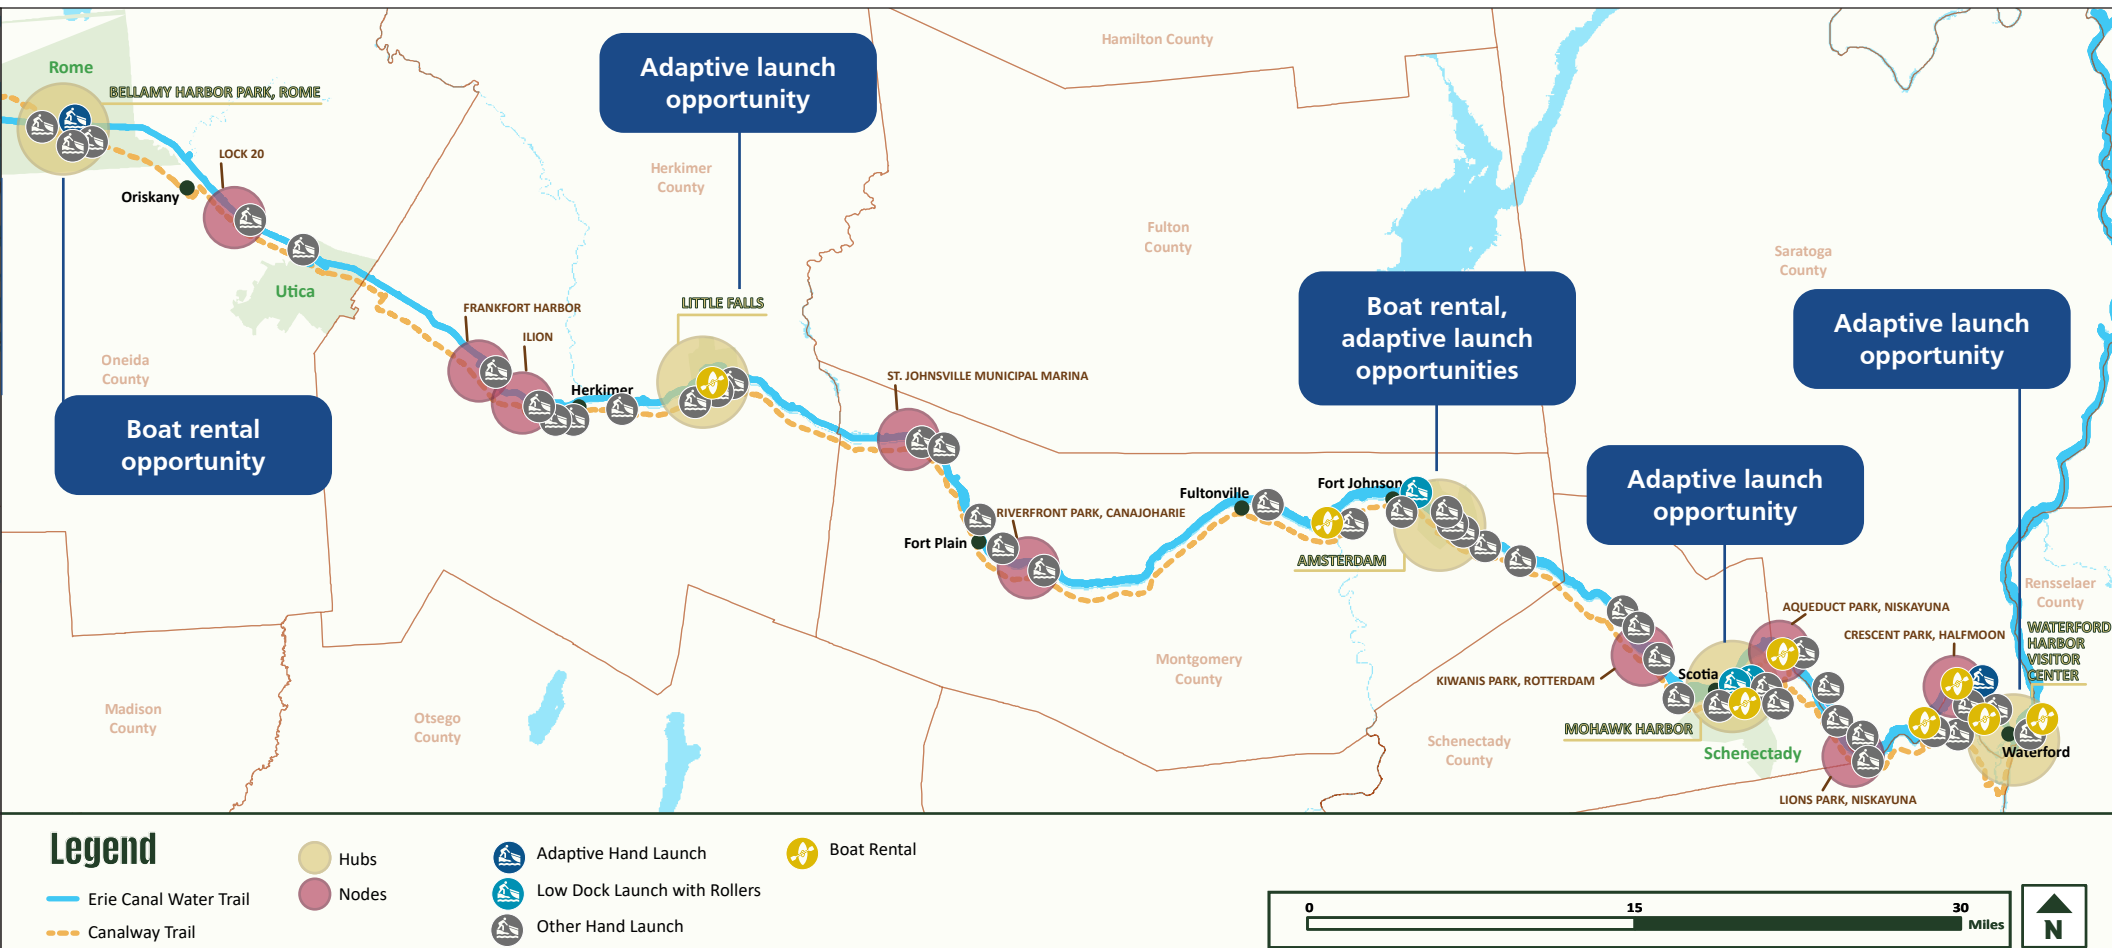 Hamilton County
Adaptive launch
opportunity
Rome
BELLAMY HARBOR PARK, ROME
LOCK 20
Herkimer
County
Oriskany
Fulton
County
Saratoga
County
Utica
LITTLE FALLS
FRANKFORT HARBOR
ILION
Boat rental,
adaptive launch
opportunities
Adaptive launch
opportunity
Oneida
County
Herkimer
ST. JOHNSVILLE MUNICIPAL MARINA
Boat rental
opportunity
Adaptive launch
opportunity
Fultonville
Fort Johnson
RIVERFRONT PARK, CANAJOHARIE
Fort Plain
AMSTERDAM
Rensselaer
County
AQUEDUCT PARK, NISKAYUNA
CRESCENT PARK, HALFMOON
WATERFORD
HARBOR
VISITOR
CENTER
Montgomery
County
KIWANIS PARK, ROTTERDAM
Scotia
Madison
County
Otsego
County
MOHAWK HARBOR
Schenectady
County
Schenectady
Waterford
LIONS PARK, NISKAYUNA
Legend
Erie Canal Water Trail
Canalway Trail
Hubs
Nodes
Adaptive Hand Launch
Low Dock Launch with Rollers
Other Hand Launch
Boat Rental
0 15 30
Miles
N